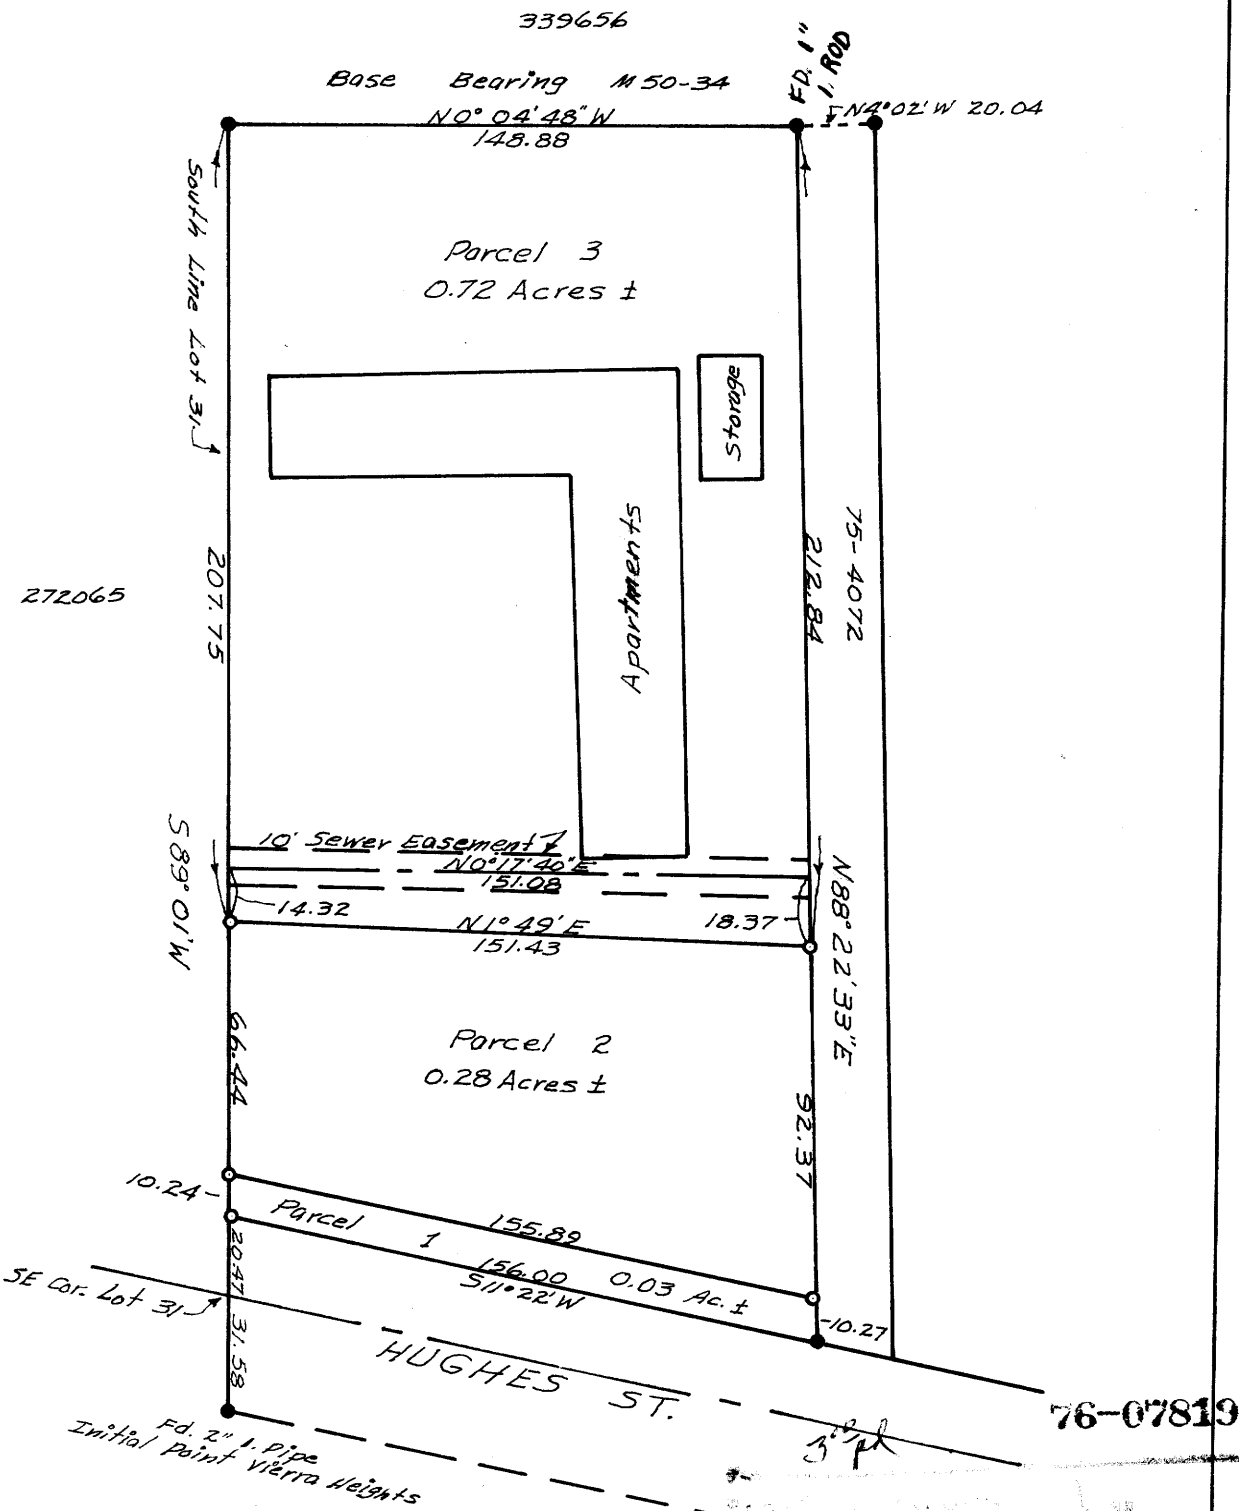 339656
FD. 1"
I. ROD
Base Bearing M 50-34
N 0° 04' 48" W
148.88
N4°02' W 20.04
South Line Lot 31
Parcel 3
0.72 Acres ±
Storage
Apartments
207.75
212.84
75-4072
272065
10' Sewer Easement
N0°17'40"E
151.08
14.32
18.37
N 1° 49' E
151.43
S 89° 01' W
N 88° 22' 33" E
66.44
Parcel 2
0.28 Acres ±
92.37
10.24
Parcel 1
155.89
156.00
0.03 Ac. ±
S11°22'W
10.27
20.47
31.58
SE Cor. Lot 31
HUGHES ST.
Fd. 2" I. Pipe
Initial Point Vierra Heights
76-07819